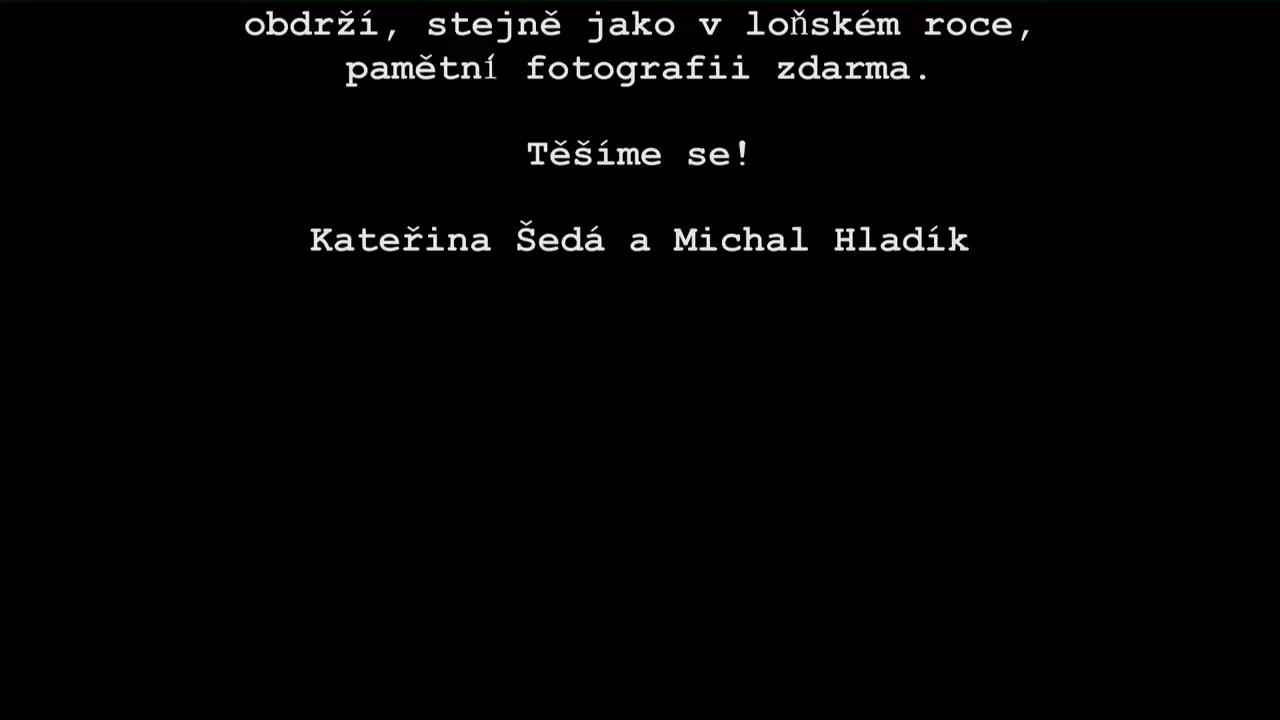 obdrží, stejně jako v loňském roce,
pamětní fotografii zdarma.
Těšíme se!
Kateřina Šedá a Michal Hladík